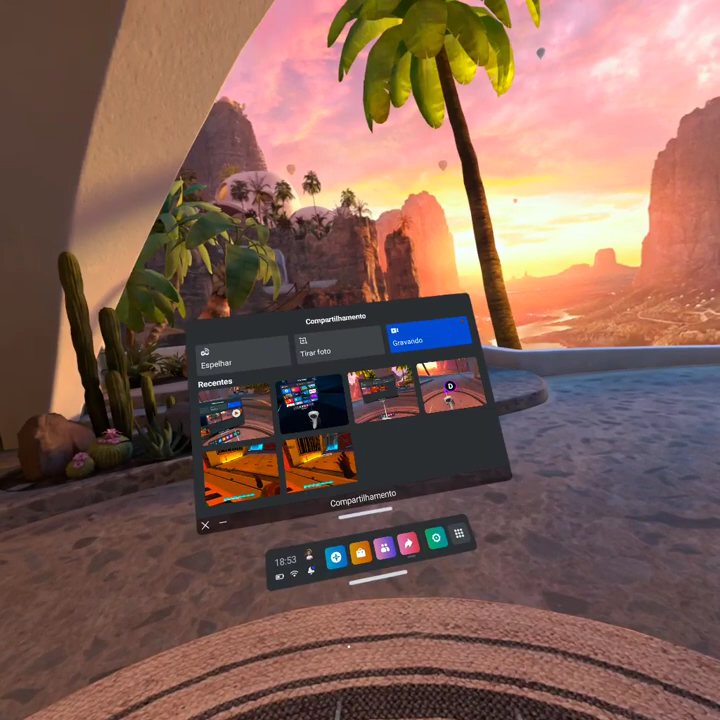 Compartilhamento
Espelhar
Tirar foto
Gravando
Recentes
D
Compartilhamento
18:53